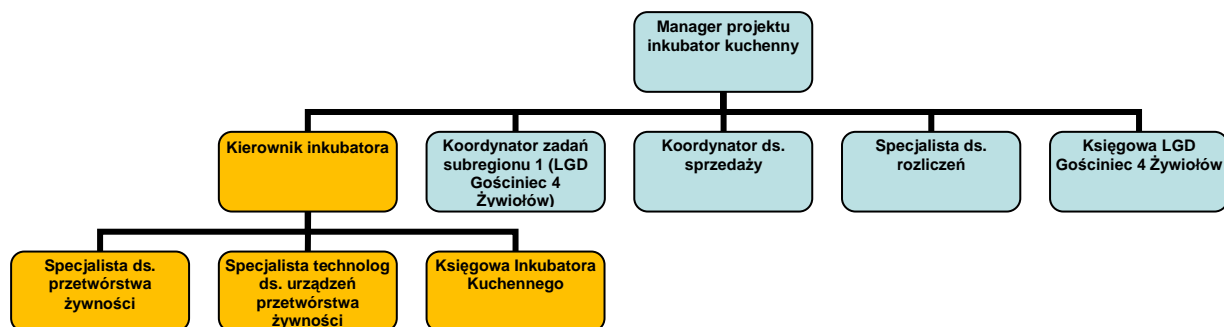 Manager projektu
inkubator kuchenny
Kierownik inkubatora
Koordynator zadań
subregionu 1 (LGD
Gościniec 4
Żywiołów)
Koordynator ds.
sprzedaży
Specjalista ds.
rozliczeń
Księgowa LGD
Gościniec 4 Żywiołów
Specjalista ds.
przetwórstwa
żywności
Specjalista technolog
ds. urządzeń
przetwórstwa
żywności
Księgowa Inkubatora
Kuchennego